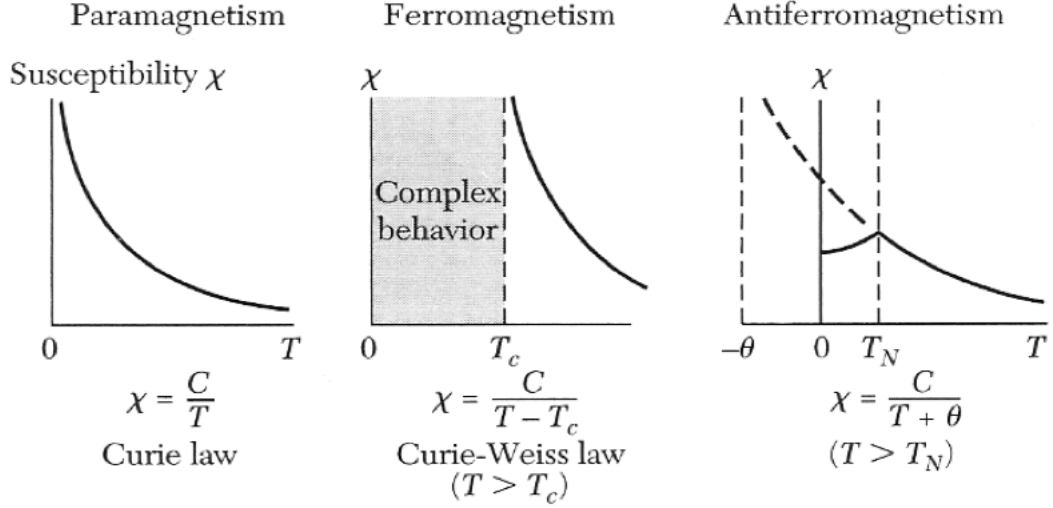 Paramagnetism
Susceptibility χ
0 T
χ = C/T
Curie law
Ferromagnetism
χ
Complex
behavior
0 T_c
χ = C/(T − T_c)
Curie-Weiss law
(T > T_c)
Antiferromagnetism
χ
−θ 0 T_N T
χ = C/(T + θ)
(T > T_N)